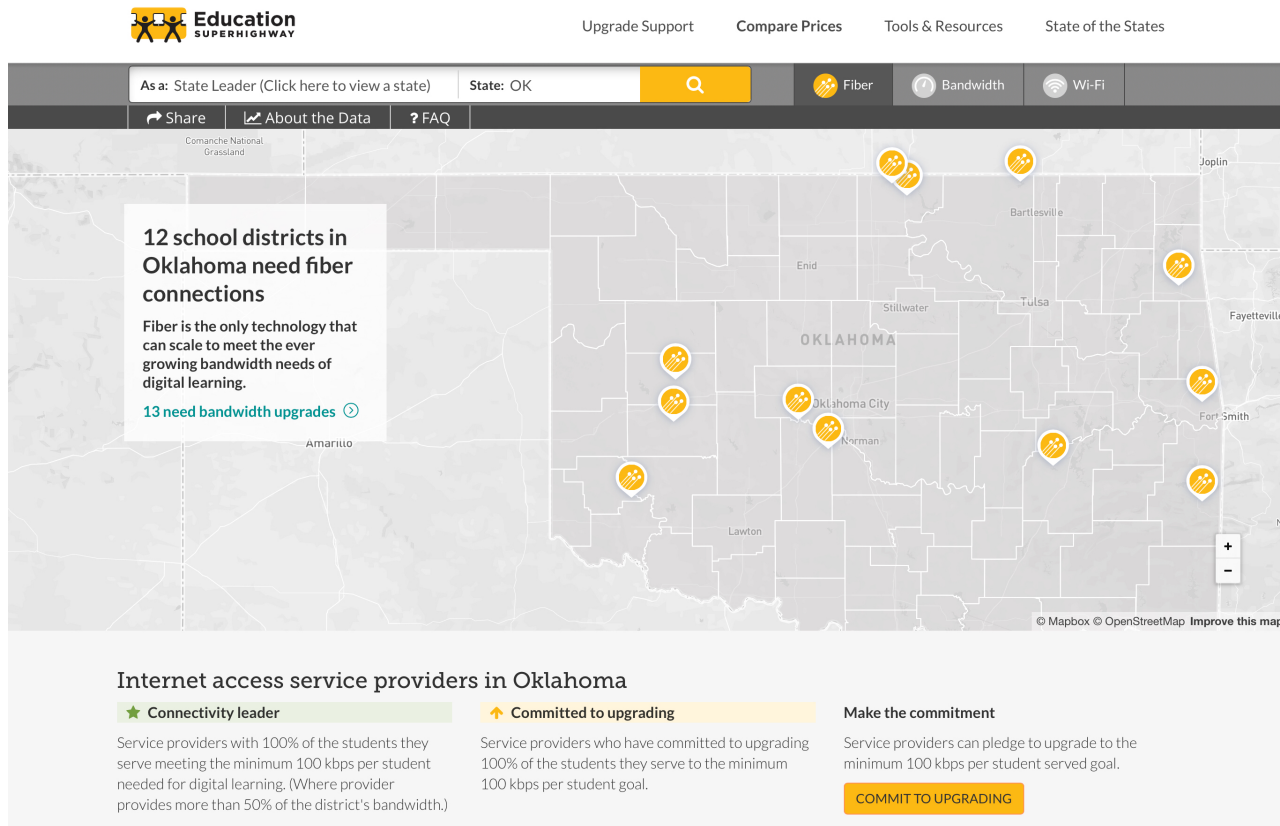 Education
SUPERHIGHWAY
Upgrade Support
Compare Prices
Tools & Resources
State of the States
As a: State Leader (Click here to view a state)
State: OK
Fiber
Bandwidth
Wi-Fi
Share
About the Data
? FAQ
Comanche National
Grassland
Joplin
Bartlesville
Enid
Stillwater
Tulsa
Fayetteville
OKLAHOMA
Oklahoma City
Fort Smith
Norman
Amarillo
Lawton
12 school districts in
Oklahoma need fiber
connections
Fiber is the only technology that
can scale to meet the ever
growing bandwidth needs of
digital learning.
13 need bandwidth upgrades
+
−
© Mapbox © OpenStreetMap Improve this map
Internet access service providers in Oklahoma
Connectivity leader
Service providers with 100% of the students they
serve meeting the minimum 100 kbps per student
needed for digital learning. (Where provider
provides more than 50% of the district's bandwidth.)
Committed to upgrading
Service providers who have committed to upgrading
100% of the students they serve to the minimum
100 kbps per student goal.
Make the commitment
Service providers can pledge to upgrade to the
minimum 100 kbps per student served goal.
COMMIT TO UPGRADING